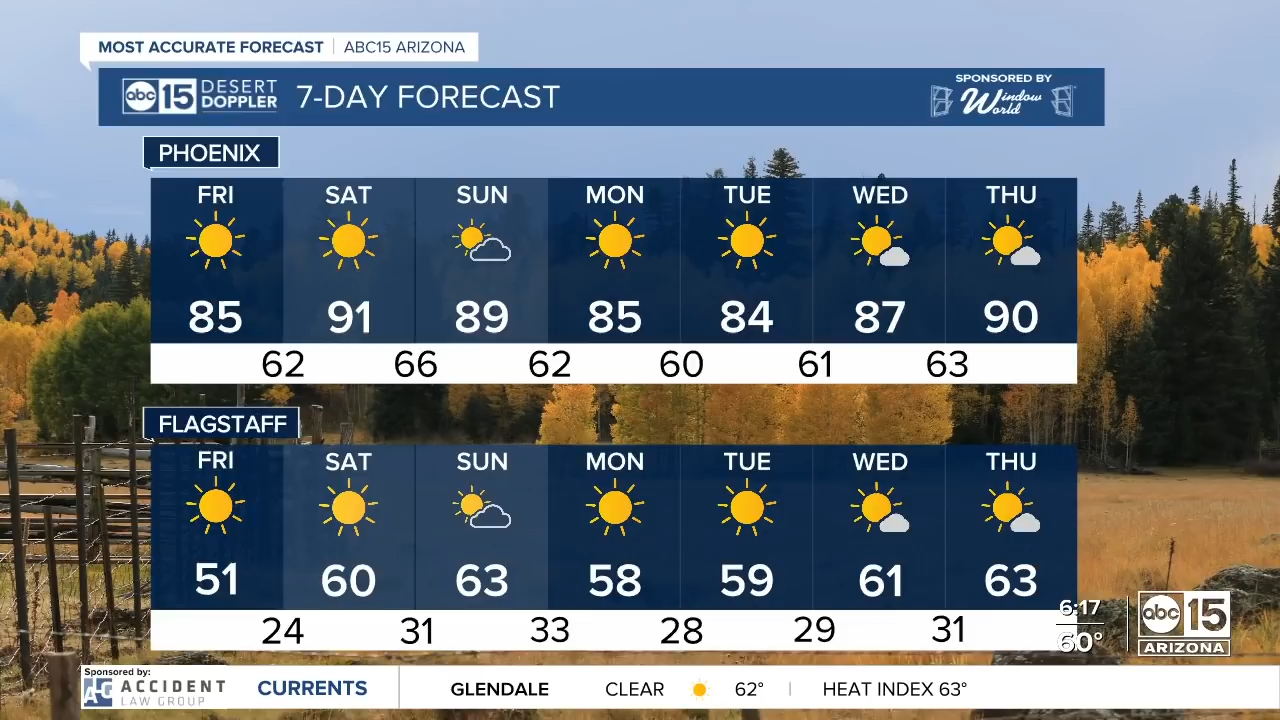 MOST ACCURATE FORECAST | ABC15 ARIZONA
abc 15 DESERT DOPPLER 7-DAY FORECAST
SPONSORED BY
Window World
PHOENIX
FRI SAT SUN MON TUE WED THU
85 91 89 85 84 87 90
62 66 62 60 61 63
FLAGSTAFF
FRI SAT SUN MON TUE WED THU
51 60 63 58 59 61 63
24 31 33 28 29 31
6:17
60°
abc 15
ARIZONA
Sponsored by:
AG ACCIDENT
LAW GROUP
CURRENTS GLENDALE CLEAR 62° | HEAT INDEX 63°